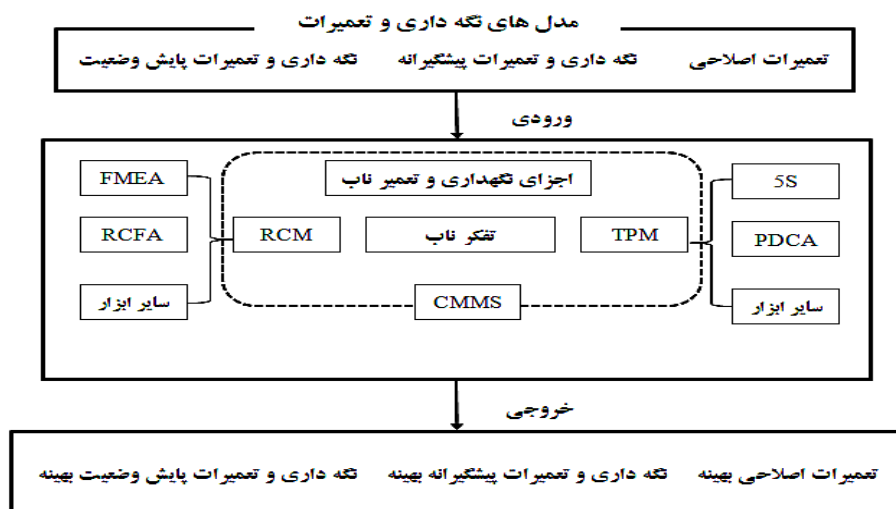 مدل های نگه داری و تعمیرات
تعمیرات اصلاحی نگه داری و تعمیرات پیشگیرانه نگه داری و تعمیرات پایش وضعیت
ورودی
اجزای نگهداری و تعمیر ناب
5S
FMEA
PDCA
TPM
تفکر ناب
RCM
RCFA
سایر ابزار
CMMS
سایر ابزار
خروجی
تعمیرات اصلاحی بهینه نگه داری و تعمیرات پیشگیرانه بهینه نگه داری و تعمیرات پایش وضعیت بهینه